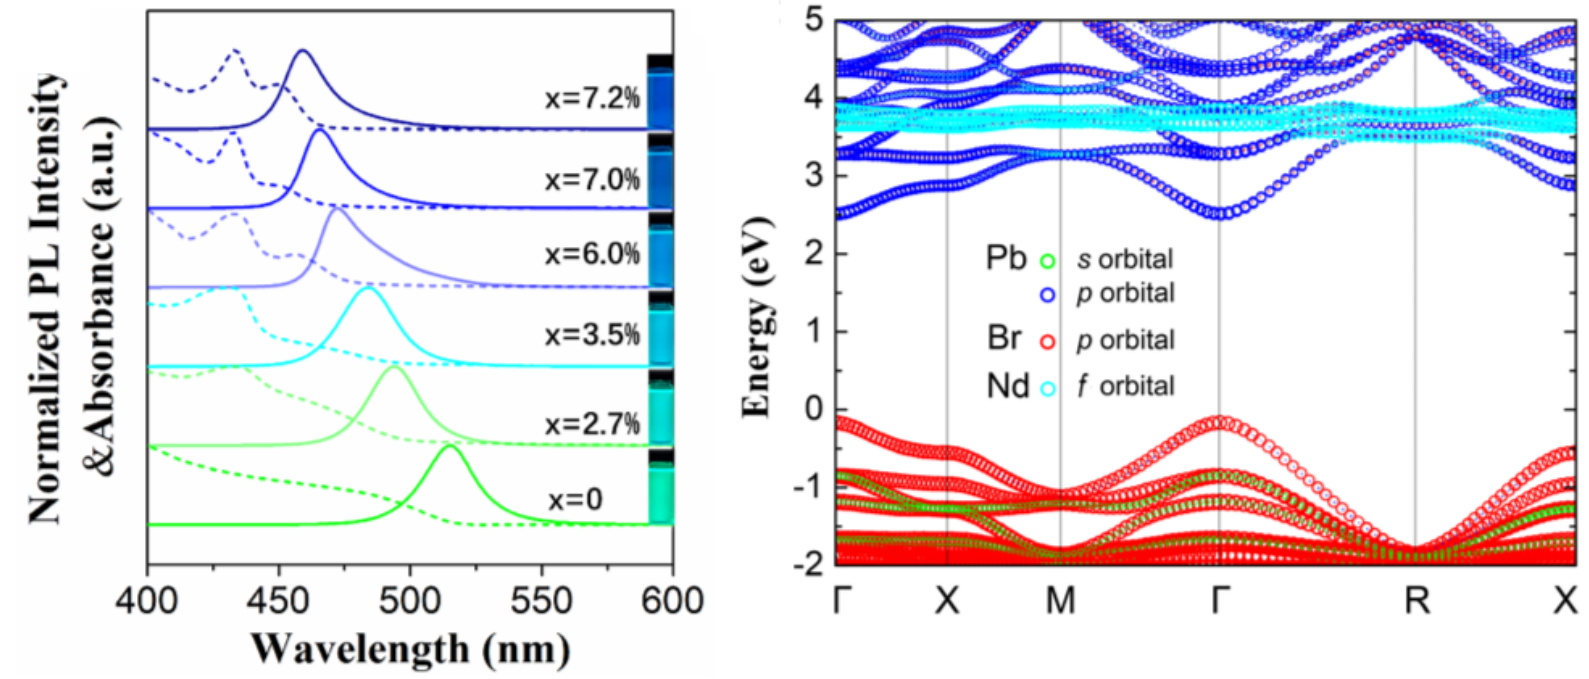 Normalized PL Intensity
&Absorbance (a.u.)
x=7.2%
x=7.0%
x=6.0%
x=3.5%
x=2.7%
x=0
400 450 500 550 600
Wavelength (nm)
Energy (eV)
5
4
3
2
1
0
-1
-2
Pb s orbital
p orbital
Br p orbital
Nd f orbital
Γ X M Γ R X